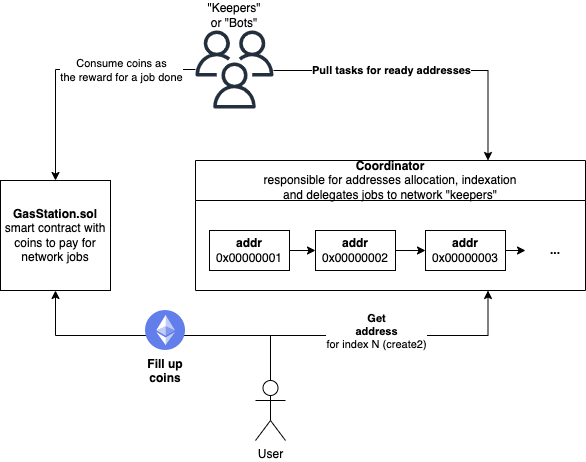 "Keepers"
or "Bots"
Consume coins as
the reward for a job done
Pull tasks for ready addresses
Coordinator
responsible for addresses allocation, indexation
and delegates jobs to network "keepers"
GasStation.sol
smart contract with
coins to pay for
network jobs
addr
0x00000001
addr
0x00000002
addr
0x00000003
...
Get
address
for index N (create2)
Fill up
coins
User